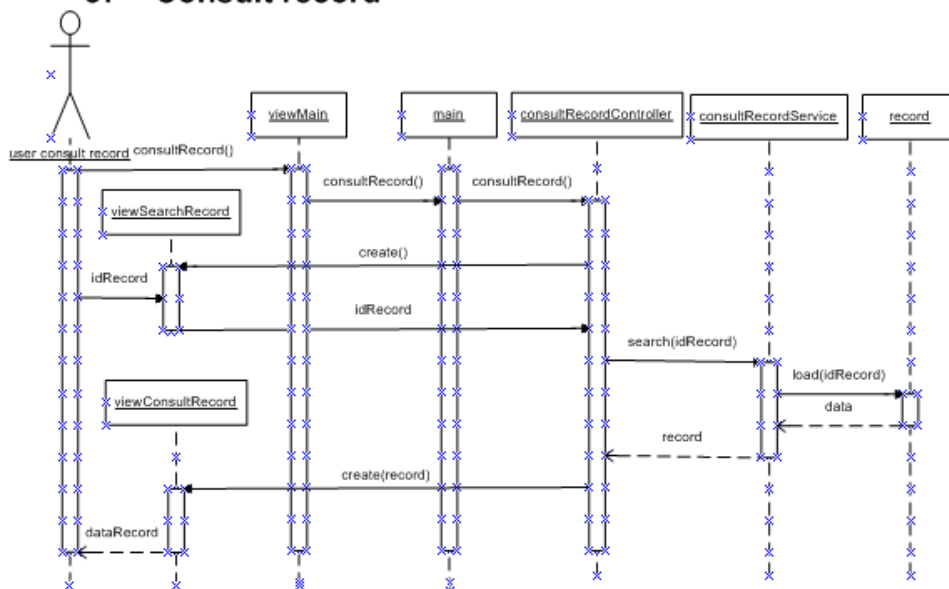 Consult record
viewMain
main
consultRecordController
consultRecordService
record
user consult record
consultRecord()
consultRecord()
consultRecord()
viewSearchRecord
create()
idRecord
idRecord
search(idRecord)
load(idRecord)
viewConsultRecord
data
record
create(record)
dataRecord